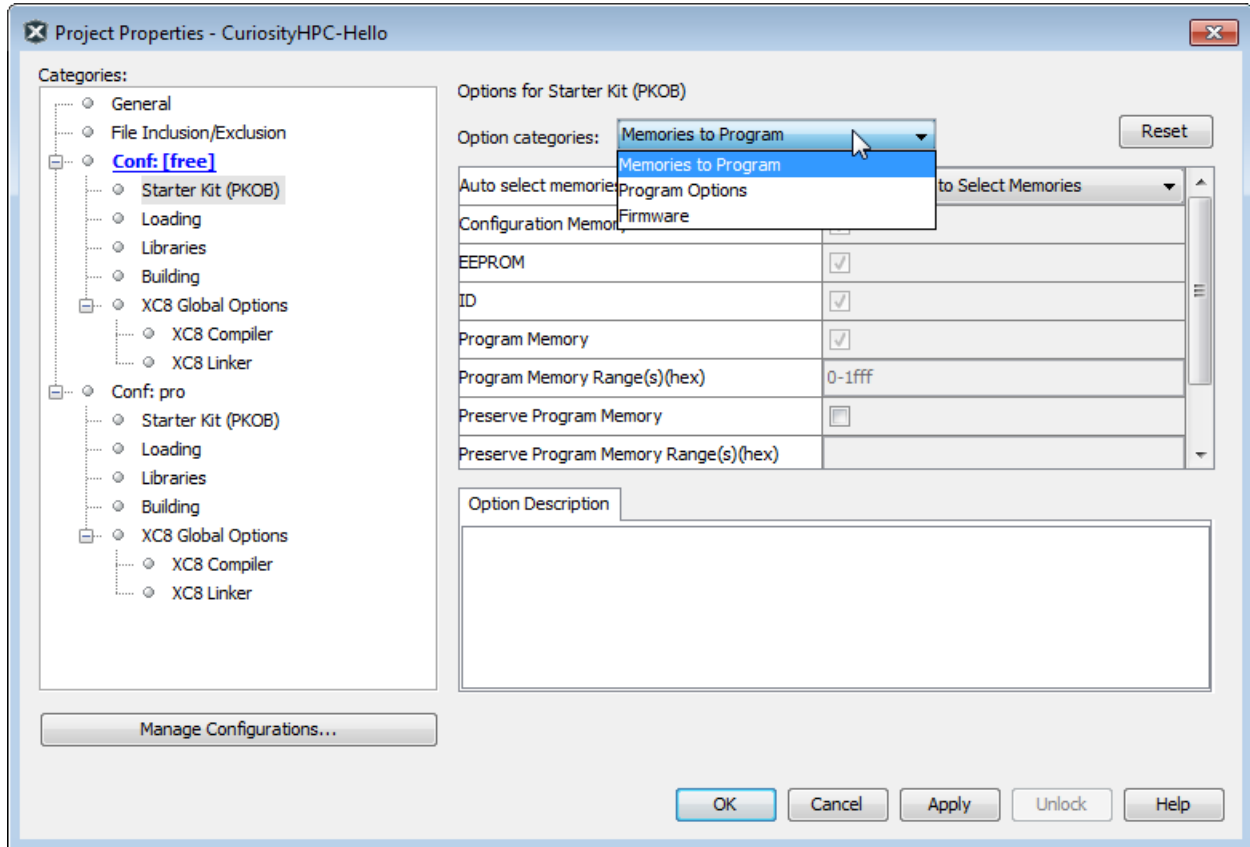 Project Properties - CuriosityHPC-Hello
Categories:
General
File Inclusion/Exclusion
Conf: [free]
Starter Kit (PKOB)
Loading
Libraries
Building
XC8 Global Options
XC8 Compiler
XC8 Linker
Conf: pro
Starter Kit (PKOB)
Loading
Libraries
Building
XC8 Global Options
XC8 Compiler
XC8 Linker
Manage Configurations...
Options for Starter Kit (PKOB)
Option categories: Memories to Program Reset
Memories to Program
Program Options
Firmware
Auto select memories to Select Memories
Configuration Memory
EEPROM
ID
Program Memory
Program Memory Range(s)(hex) 0-1fff
Preserve Program Memory
Preserve Program Memory Range(s)(hex)
Option Description
OK Cancel Apply Unlock Help